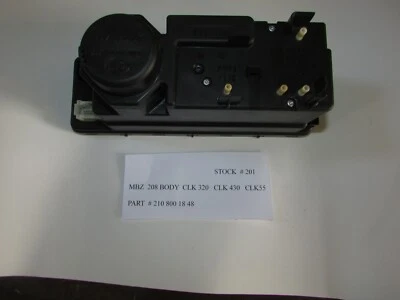 STOCK # 201
MBZ 208 BODY CLK 320 CLK 430 CLK55
PART # 210 800 18 48